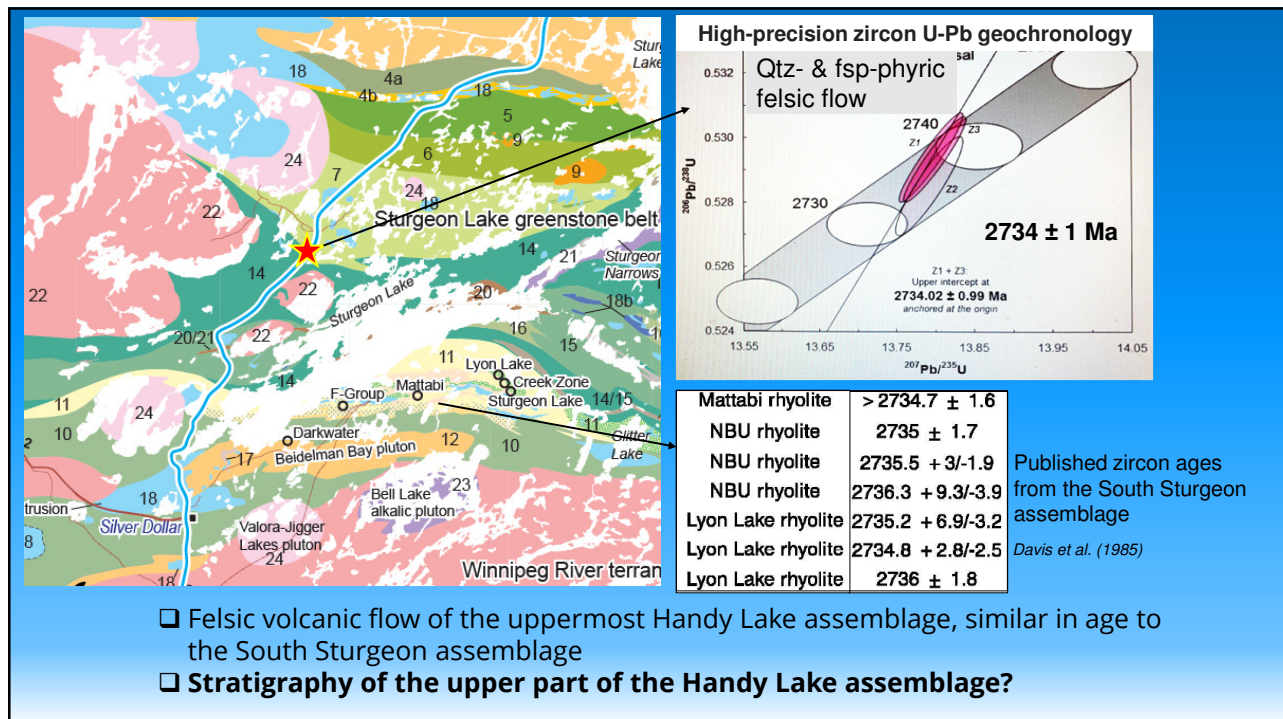 High-precision zircon U-Pb geochronology
Qtz- & fsp-phyric
felsic flow
0.532
0.530
0.528
0.526
0.524
²⁰⁶Pb/²³⁸U
2740
Z1
Z3
Z2
2730
2734 ± 1 Ma
Z1 + Z3:
Upper intercept at
2734.02 ± 0.99 Ma
anchored at the origin
13.55
13.65
13.75
13.85
13.95
14.05
²⁰⁷Pb/²³⁵U
18
4a
4b
18
5
24
6
9
7
9
24
18
22
Sturgeon Lake greenstone belt
14
14
21
Sturgeon
Narrows
22
22
Sturgeon Lake
20
18b
20/21
22
16
15
11
14
Lyon Lake
Creek Zone
Sturgeon Lake
Mattabi
F-Group
14/15
11
24
11
10
Darkwater
Beidelman Bay pluton
12
10
Glitter
Lake
17
18
23
Bell Lake
alkalic pluton
trusion
Silver Dollar
Valora-Jigger
Lakes pluton
24
8
18/
Winnipeg River terran
Mattabi rhyolite > 2734.7 ± 1.6
NBU rhyolite 2735 ± 1.7
NBU rhyolite 2735.5 + 3/-1.9
NBU rhyolite 2736.3 + 9.3/-3.9
Lyon Lake rhyolite 2735.2 + 6.9/-3.2
Lyon Lake rhyolite 2734.8 + 2.8/-2.5
Lyon Lake rhyolite 2736 ± 1.8
Published zircon ages
from the South Sturgeon
assemblage
Davis et al. (1985)
❑ Felsic volcanic flow of the uppermost Handy Lake assemblage, similar in age to
the South Sturgeon assemblage
❑ Stratigraphy of the upper part of the Handy Lake assemblage?